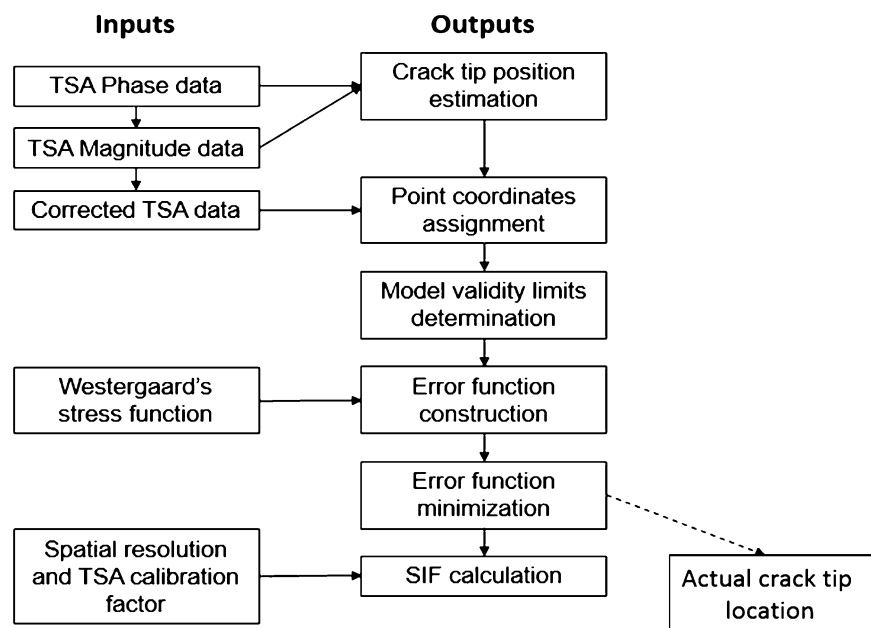 Inputs
Outputs
TSA Phase data
Crack tip position
estimation
TSA Magnitude data
Corrected TSA data
Point coordinates
assignment
Model validity limits
determination
Westergaard's
stress function
Error function
construction
Error function
minimization
Spatial resolution
and TSA calibration
factor
SIF calculation
Actual crack tip
location